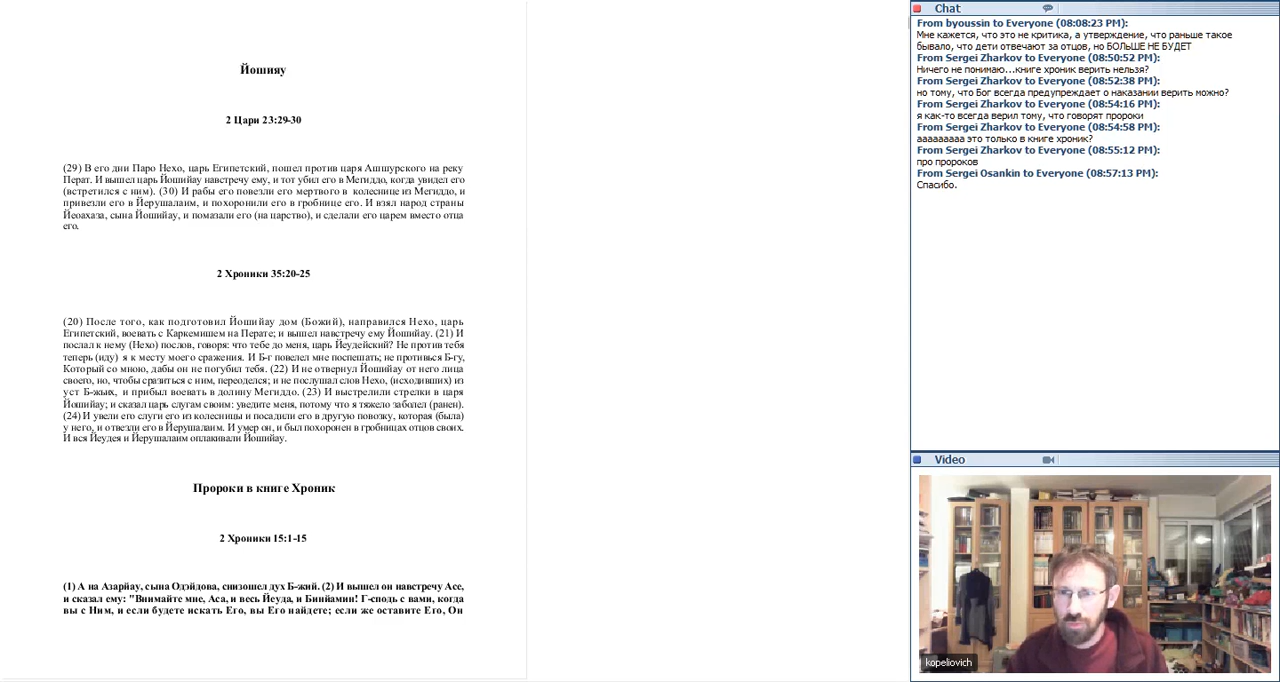 Йошияу
2 Цари 23:29-30
(29) В его дни Паро Нехо, царь Египетский, пошел против царя Ашшурского на реку
Перат. И вышел царь Йошийау навстречу ему, и тот убил его в Мегиддо, когда увидел его
(встретился с ним). (30) И рабы его повезли его мертвого в колеснице из Мегиддо, и
привезли его в Йерушалаим, и похоронили его в гробнице его. И взял народ страны
Йеоахаза, сына Йошийау, и помазали его (на царство), и сделали его царем вместо отца
его.
2 Хроники 35:20-25
(20) После того, как подготовил Йошийау дом (Божий), направился Нехо, царь
Египетский, воевать с Каркемишем на Перате; и вышел навстречу ему Йошийау. (21) И
послал к нему (Нехо) послов, говоря: что тебе до меня, царь Йеудейский? Не против тебя
теперь (иду) я к месту моего сражения. И Б-г повелел мне поспешать; не противься Б-гу,
Который со мною, дабы он не погубил тебя. (22) И не отвернул Йошийау от него лица
своего, но, чтобы сразиться с ним, переоделся; и не послушал слов Нехо, (исходивших) из
уст Б-жьих, и прибыл воевать в долину Мегиддо. (23) И выстрелили стрелки в царя
Йошийау; и сказал царь слугам своим: уведите меня, потому что я тяжело заболел (ранен).
(24) И увели его слуги его из колесницы и посадили его в другую повозку, которая (была)
у него, и отвезли его в Йерушалаим. И умер он, и был похоронен в гробницах отцов своих.
И вся Йеудея и Йерушалаим оплакивали Йошийау.
Пророки в книге Хроник
2 Хроники 15:1-15
(1) А на Азарйау, сына Одэйдова, снизошел дух Б-жий. (2) И вышел он навстречу Асе,
и сказал ему: "Внимайте мне, Аса, и весь Йеуда, и Бинйамин! Г-сподь с вами, когда
вы с Ним, и если будете искать Его, вы Его найдете; если же оставите Его, Он
Chat
From byoussin to Everyone (08:08:23 PM):
Мне кажется, что это не критика, а утверждение, что раньше такое
бывало, что дети отвечают за отцов, но БОЛЬШЕ НЕ БУДЕТ
From Sergei Zharkov to Everyone (08:50:52 PM):
Ничего не понимаю...книге хроник верить нельзя?
From Sergei Zharkov to Everyone (08:52:38 PM):
но тому, что Бог всегда предупреждает о наказании верить можно?
From Sergei Zharkov to Everyone (08:54:16 PM):
я как-то всегда верил тому, что говорят пророки
From Sergei Zharkov to Everyone (08:54:58 PM):
ааааааааа это только в книге хроник?
From Sergei Zharkov to Everyone (08:55:12 PM):
про пророков
From Sergei Osankin to Everyone (08:57:13 PM):
Спасибо.
Video
kopeliovich